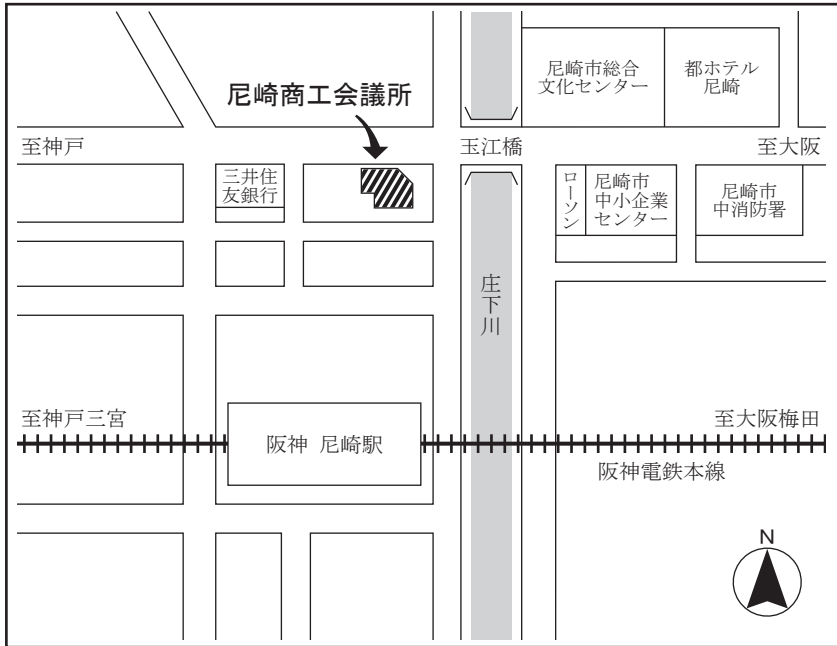 尼崎市総合
文化センター
都ホテル
尼崎
尼崎商工会議所
至神戸
玉江橋
至大阪
三井住
友銀行
ローソン
尼崎市
中小企業
センター
尼崎市
中消防署
庄下川
至神戸三宮
至大阪梅田
阪神 尼崎駅
阪神電鉄本線
N